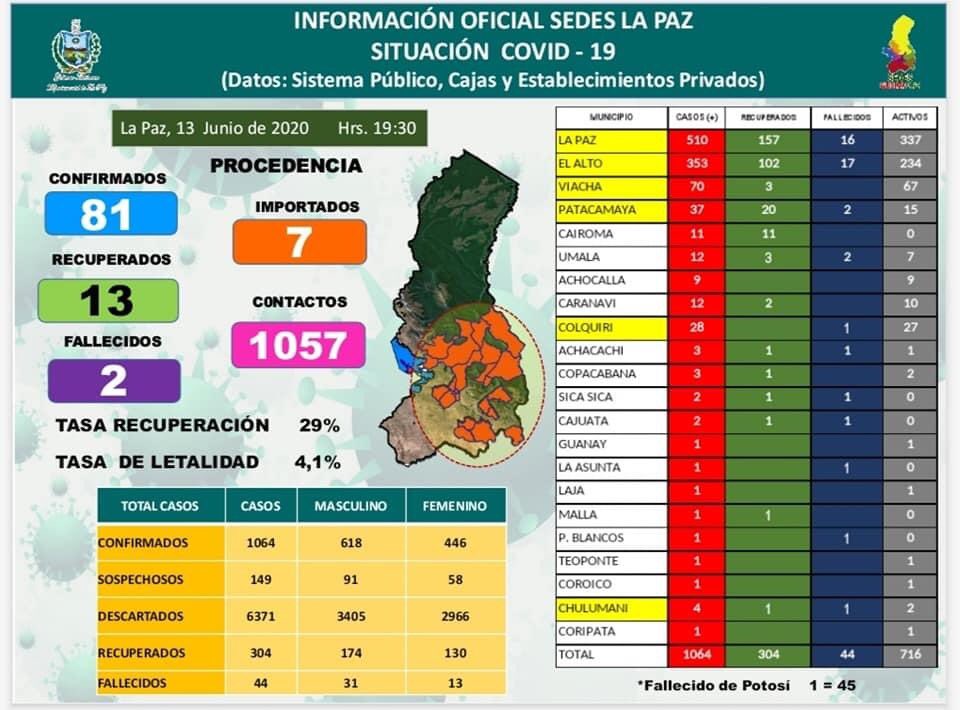 INFORMACIÓN OFICIAL SEDES LA PAZ
SITUACIÓN COVID - 19
(Datos: Sistema Público, Cajas y Establecimientos Privados)
La Paz, 13 Junio de 2020 Hrs. 19:30
PROCEDENCIA
CONFIRMADOS
81
RECUPERADOS
13
FALLECIDOS
2
IMPORTADOS
7
CONTACTOS
1057
TASA RECUPERACIÓN 29%
TASA DE LETALIDAD 4,1%
TOTAL CASOS CASOS MASCULINO FEMENINO
CONFIRMADOS 1064 618 446
SOSPECHOSOS 149 91 58
DESCARTADOS 6371 3405 2966
RECUPERADOS 304 174 130
FALLECIDOS 44 31 13
MUNICIPIO CASOS (+) RECUPERADOS FALLECIDOS ACTIVOS
LA PAZ 510 157 16 337
EL ALTO 353 102 17 234
VIACHA 70 3 67
PATACAMAYA 37 20 2 15
CAIROMA 11 11 0
UMALA 12 3 2 7
ACHOCALLA 9 9
CARANAVI 12 2 10
COLQUIRI 28 1 27
ACHACACHI 3 1 1 1
COPACABANA 3 1 2
SICA SICA 2 1 1 0
CAJUATA 2 1 1 0
GUANAY 1 1
LA ASUNTA 1 1 0
LAJA 1 1
MALLA 1 1 0
P. BLANCOS 1 1 0
TEOPONTE 1 1
COROICO 1 1
CHULUMANI 4 1 1 2
CORIPATA 1 1
TOTAL 1064 304 44 716
*Fallecido de Potosí 1 = 45